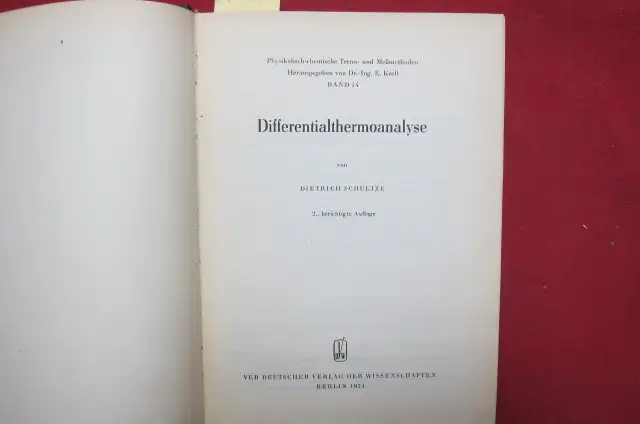 Physikalisch-chemische Trenn- und Meßmethoden
Herausgegeben von Dr.-Ing. E. Krell
BAND 14
Differentialthermoanalyse
von
DIETRICH SCHULTZE
2., berichtigte Auflage
VEB DEUTSCHER VERLAG DER WISSENSCHAFTEN
BERLIN 1971